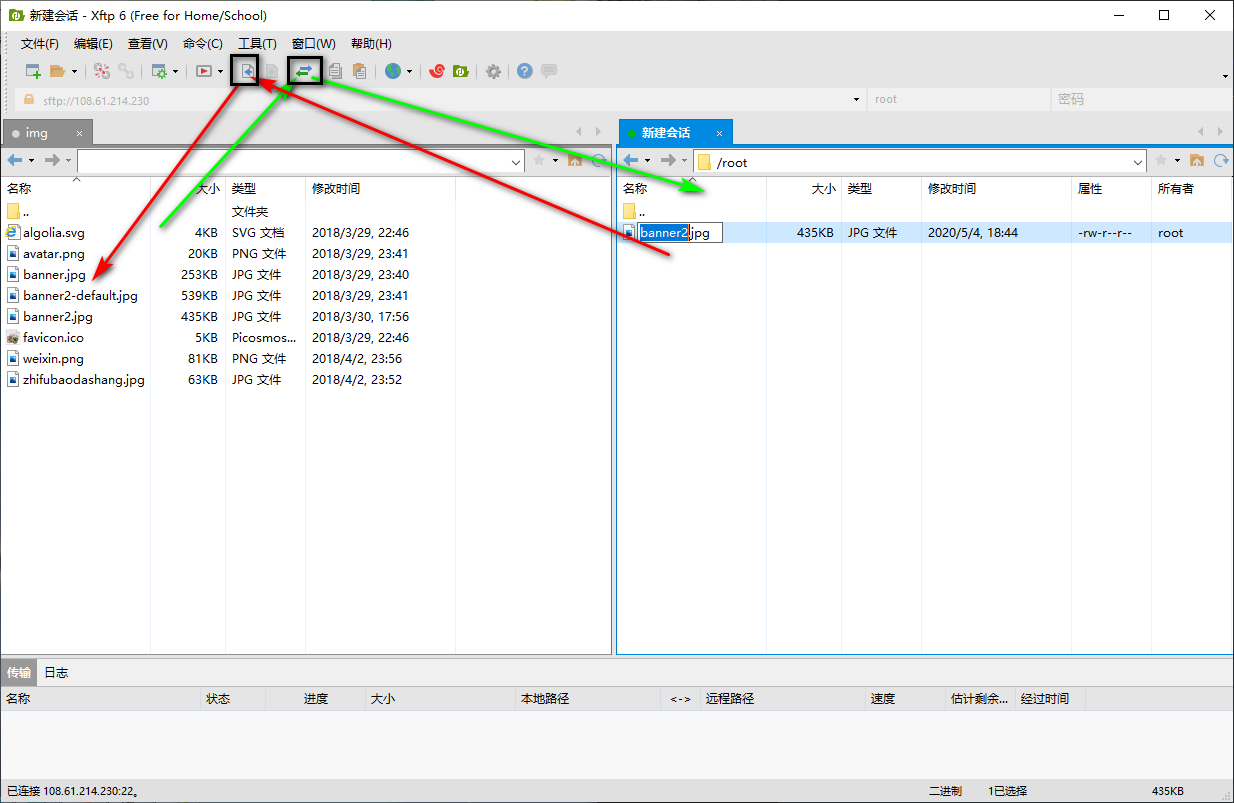 新建会话 - Xftp 6 (Free for Home/School)
文件(F) 编辑(E) 查看(V) 命令(C) 工具(T) 窗口(W) 帮助(H)
sftp://108.61.214.230 root 密码
img × 新建会话 ×
/root
名称 大小 类型 修改时间 名称 大小 类型 修改时间 属性 所有者
.. 文件夹 ..
algolia.svg 4KB SVG 文档 2018/3/29, 22:46 banner2.jpg 435KB JPG 文件 2020/5/4, 18:44 -rw-r--r-- root
avatar.png 20KB PNG 文件 2018/3/29, 23:41
banner.jpg 253KB JPG 文件 2018/3/29, 23:40
banner2-default.jpg 539KB JPG 文件 2018/3/29, 23:41
banner2.jpg 435KB JPG 文件 2018/3/30, 17:56
favicon.ico 5KB Picosmos... 2018/3/29, 22:46
weixin.png 81KB PNG 文件 2018/4/2, 23:56
zhifubaodashang.jpg 63KB JPG 文件 2018/4/2, 23:52
传输 日志
名称 状态 进度 大小 本地路径 <-> 远程路径 速度 估计剩余... 经过时间
已连接 108.61.214.230:22。 二进制 1已选择 435KB